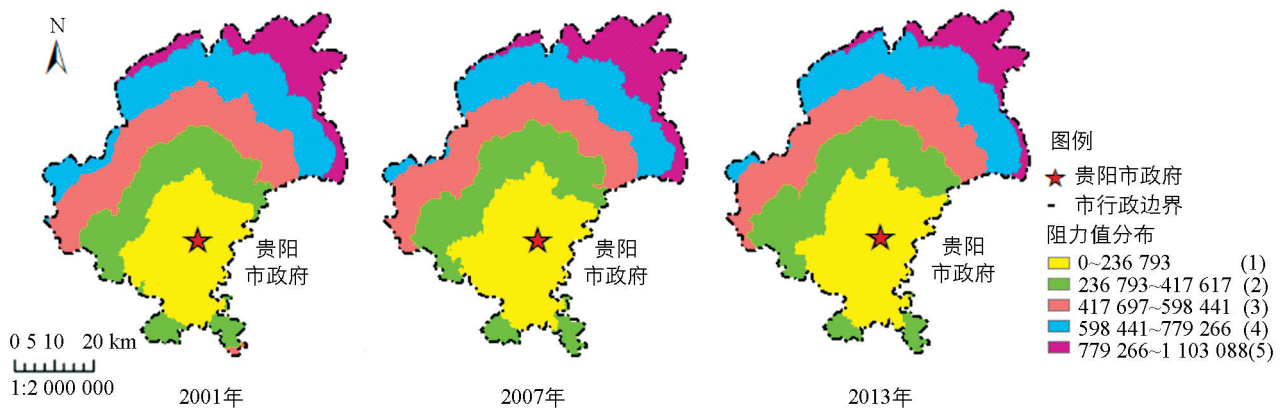 N
贵阳
市政府
贵阳
市政府
贵阳
市政府
图例
贵阳市政府
市行政边界
阻力值分布
0~236 793 (1)
236 793~417 617 (2)
417 697~598 441 (3)
598 441~779 266 (4)
779 266~1 103 088(5)
0 5 10 20 km
1:2 000 000
2001年
2007年
2013年